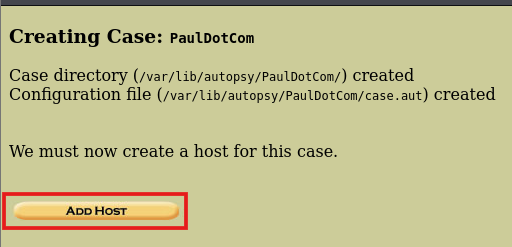 Creating Case: PaulDotCom
Case directory (/var/lib/autopsy/PaulDotCom/) created
Configuration file (/var/lib/autopsy/PaulDotCom/case.aut) created
We must now create a host for this case.
ADD HOST